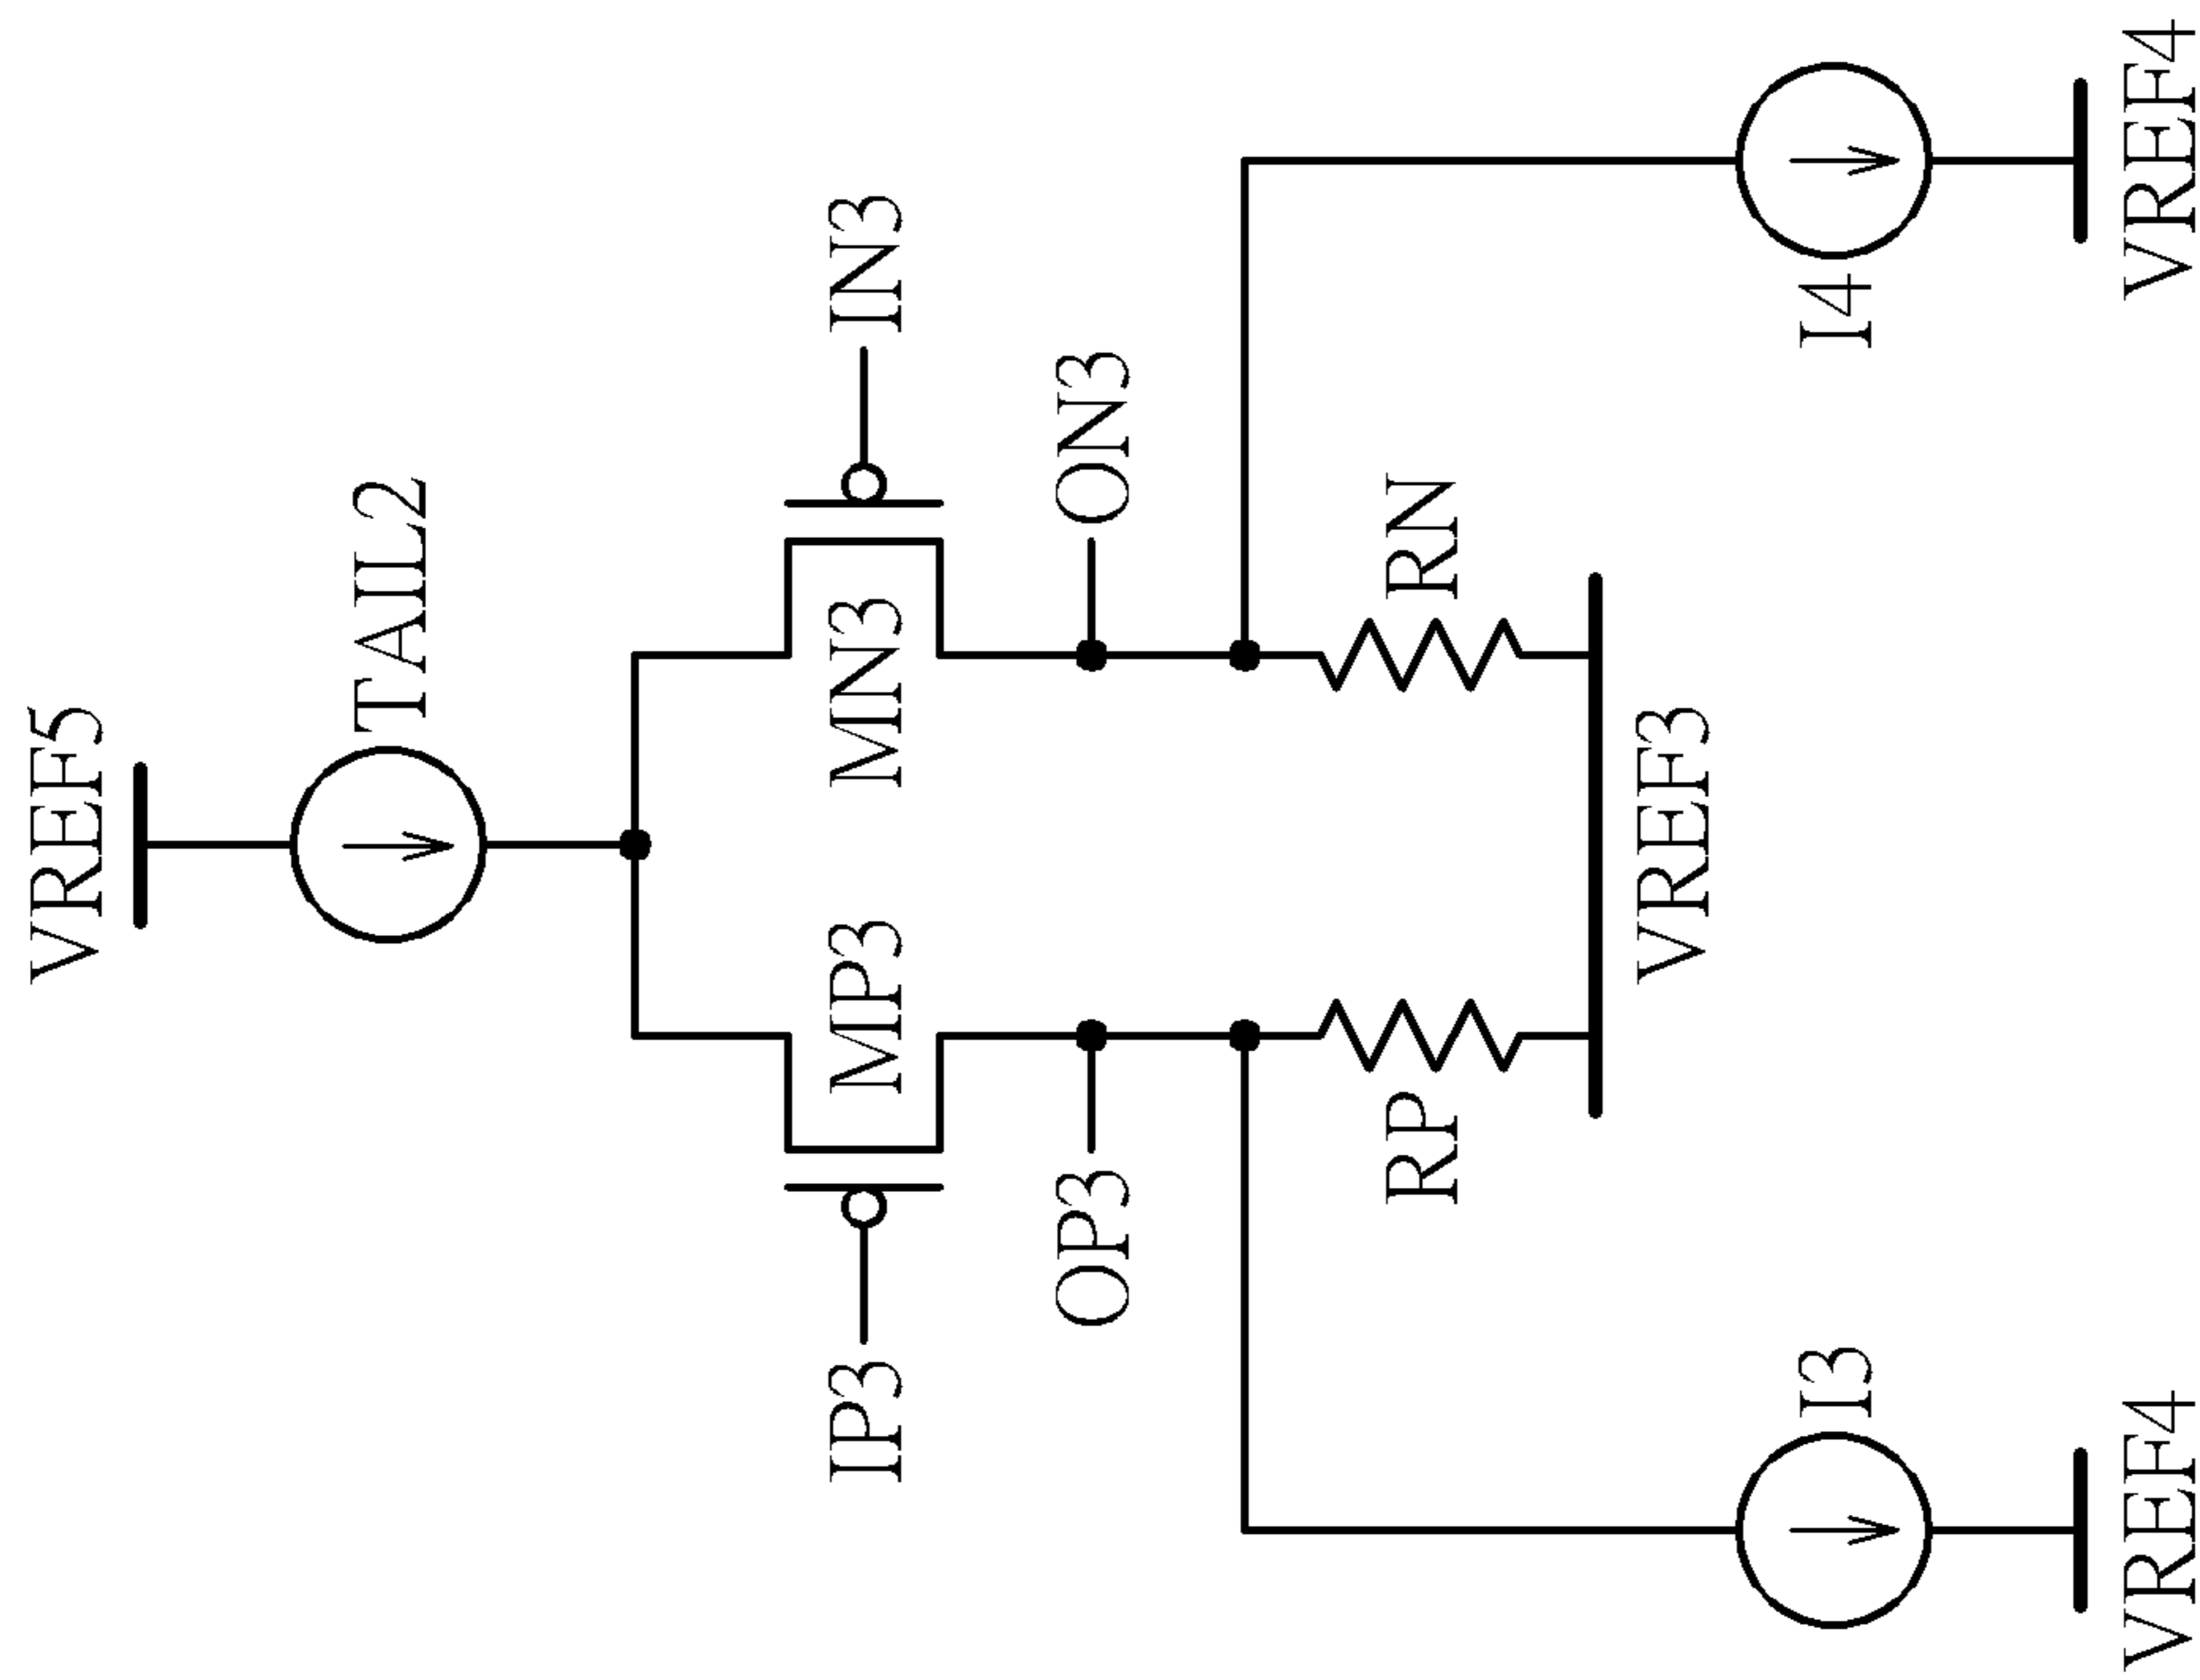 VREF5
TAIL2
IP3
MP3
MN3
IN3
OP3
ON3
RP
RN
VREF3
I3
I4
VREF4
VREF4